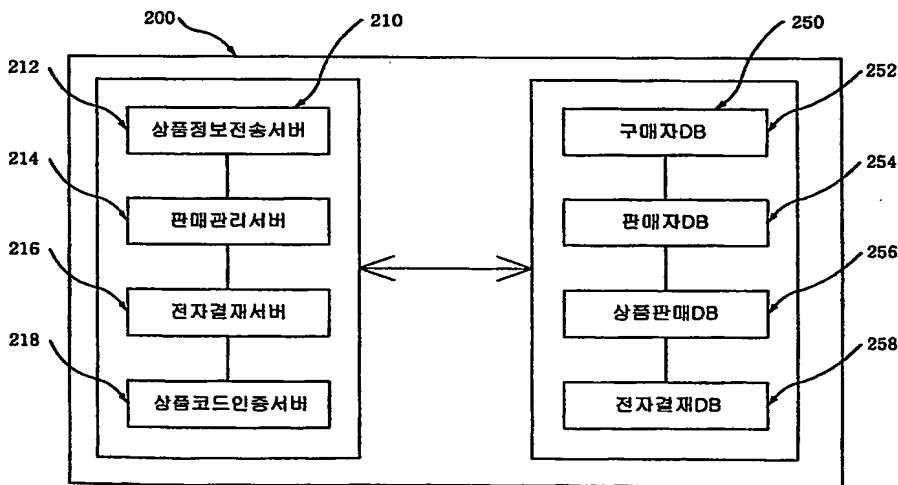 200
210
250
212
상품정보전송서버
구매자DB
252
214
판매관리서버
판매자DB
254
216
전자결재서버
상품판매DB
256
218
상품코드인증서버
전자결재DB
258